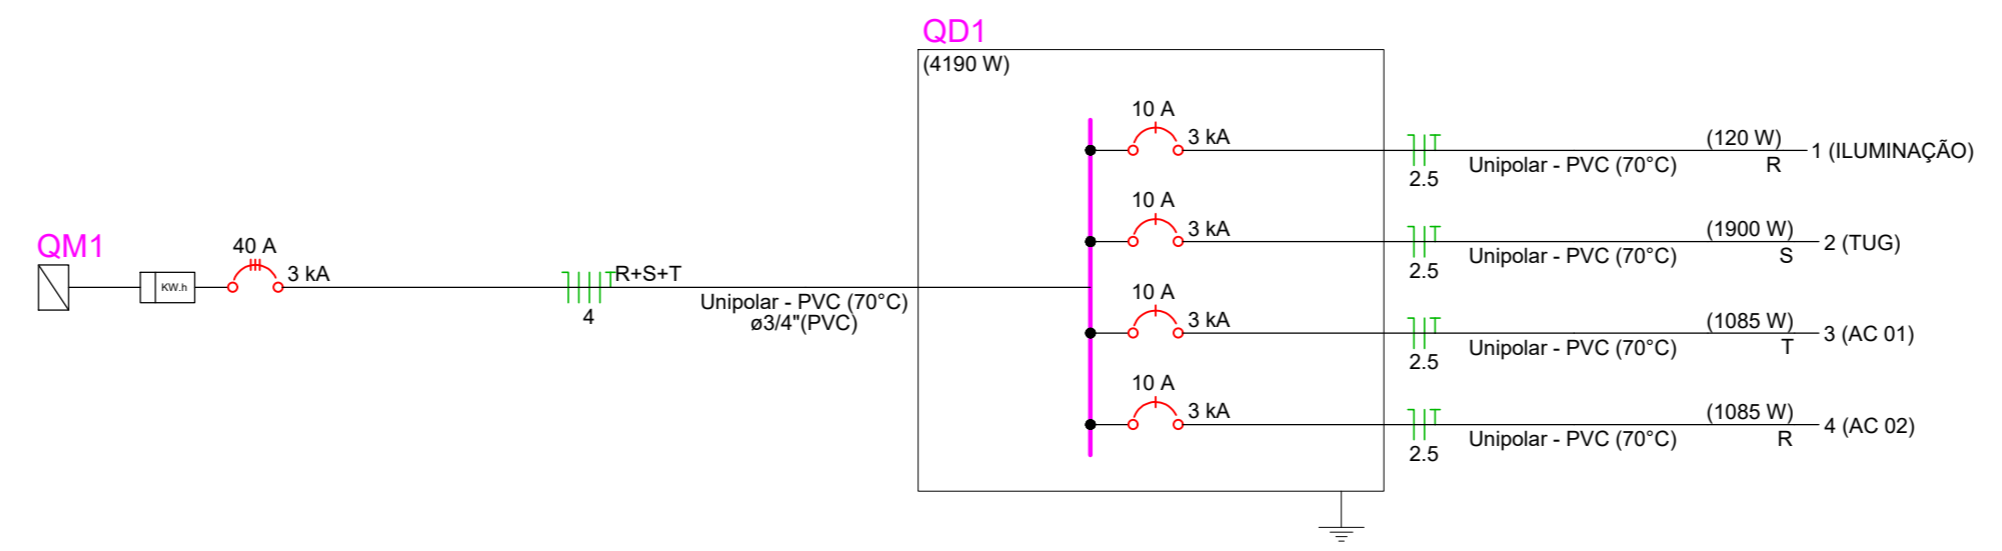 QD1
(4190 W)
10 A
3 kA
(120 W)
1 (ILUMINAÇÃO)
2.5
Unipolar - PVC (70°C)
R
10 A
3 kA
(1900 W)
2 (TUG)
2.5
Unipolar - PVC (70°C)
S
QM1
KW.h
40 A
3 kA
R+S+T
4
Unipolar - PVC (70°C)
ø3/4"(PVC)
10 A
3 kA
(1085 W)
3 (AC 01)
2.5
Unipolar - PVC (70°C)
T
10 A
3 kA
(1085 W)
4 (AC 02)
2.5
Unipolar - PVC (70°C)
R